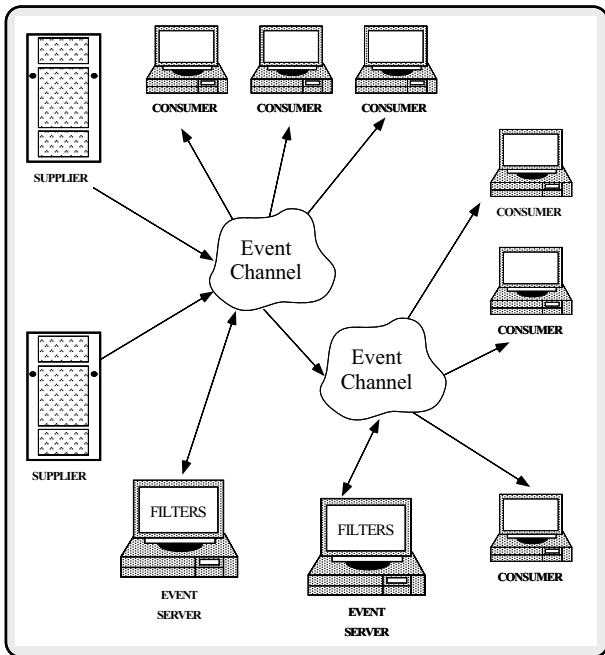 CONSUMER
CONSUMER
CONSUMER
SUPPLIER
CONSUMER
Event
Channel
CONSUMER
Event
Channel
SUPPLIER
FILTERS
FILTERS
CONSUMER
EVENT
SERVER
EVENT
SERVER